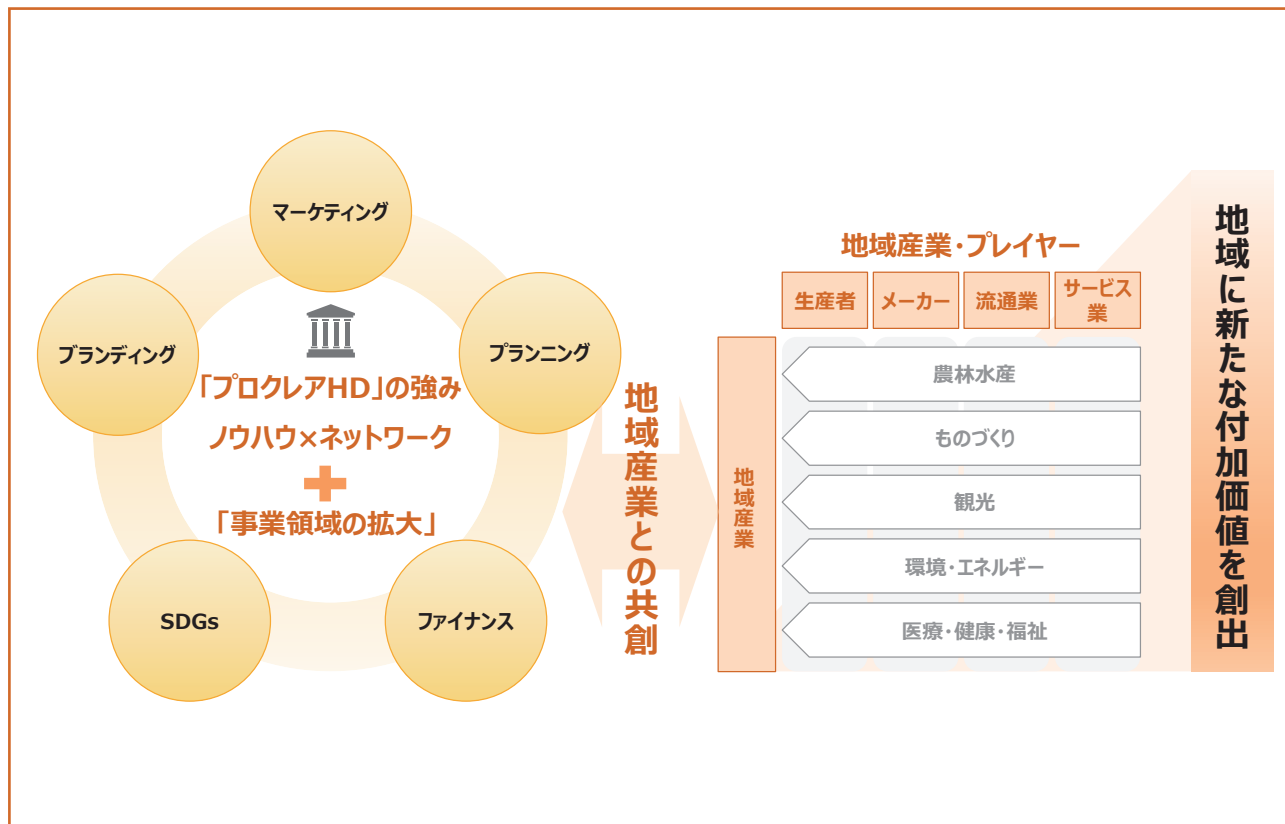 マーケティング
ブランディング
プランニング
「プロクレアHD」の強み
ノウハウ×ネットワーク
+
「事業領域の拡大」
SDGs
ファイナンス
地域産業との共創
地域産業・プレイヤー
生産者
メーカー
流通業
サービス
業
地域産業
農林水産
ものづくり
観光
環境・エネルギー
医療・健康・福祉
地域に新たな付加価値を創出